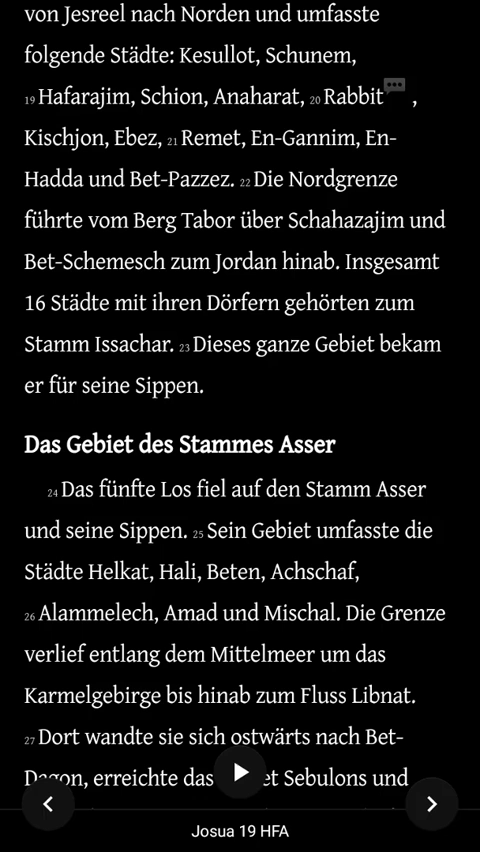 von Jesreel nach Norden und umfasste
folgende Städte: Kesullot, Schunem,
19 Hafarajim, Schion, Anaharat, 20 Rabbit ,
Kischjon, Ebez, 21 Remet, En-Gannim, En-
Hadda und Bet-Pazzez. 22 Die Nordgrenze
führte vom Berg Tabor über Schahazajim und
Bet-Schemesch zum Jordan hinab. Insgesamt
16 Städte mit ihren Dörfern gehörten zum
Stamm Issachar. 23 Dieses ganze Gebiet bekam
er für seine Sippen.
Das Gebiet des Stammes Asser
24 Das fünfte Los fiel auf den Stamm Asser
und seine Sippen. 25 Sein Gebiet umfasste die
Städte Helkat, Hali, Beten, Achschaf,
26 Alammelech, Amad und Mischal. Die Grenze
verlief entlang dem Mittelmeer um das
Karmelgebirge bis hinab zum Fluss Libnat.
27 Dort wandte sie sich ostwärts nach Bet-
erreichte das Sebulons und
Josua 19 HFA